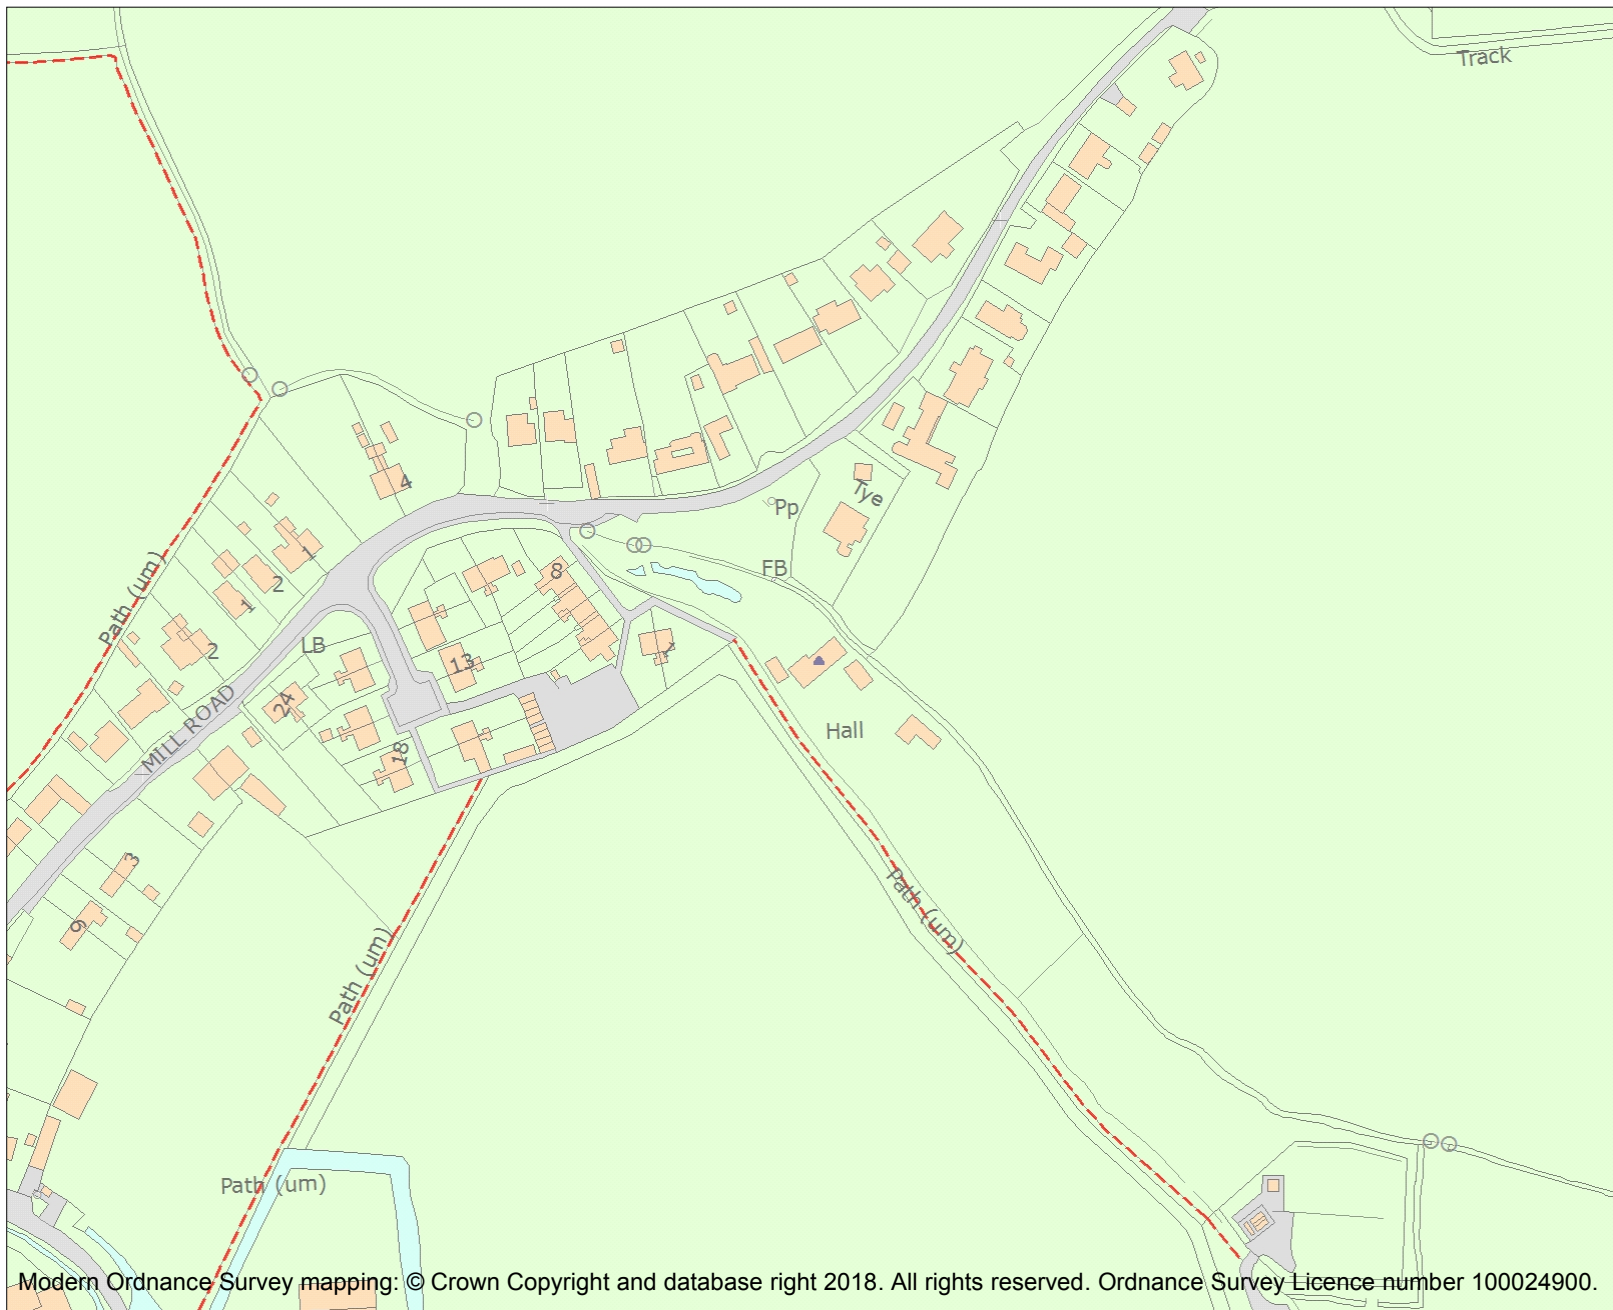 Track
4
Tye
Pp
FB
8
1
2
1
2
Path (um)
LB
13
24
MILL ROAD
18
Hall
3
9
Path (um)
Path (um)
Path (um)
Modern Ordnance Survey mapping: © Crown Copyright and database right 2018. All rights reserved. Ordnance Survey Licence number 100024900.